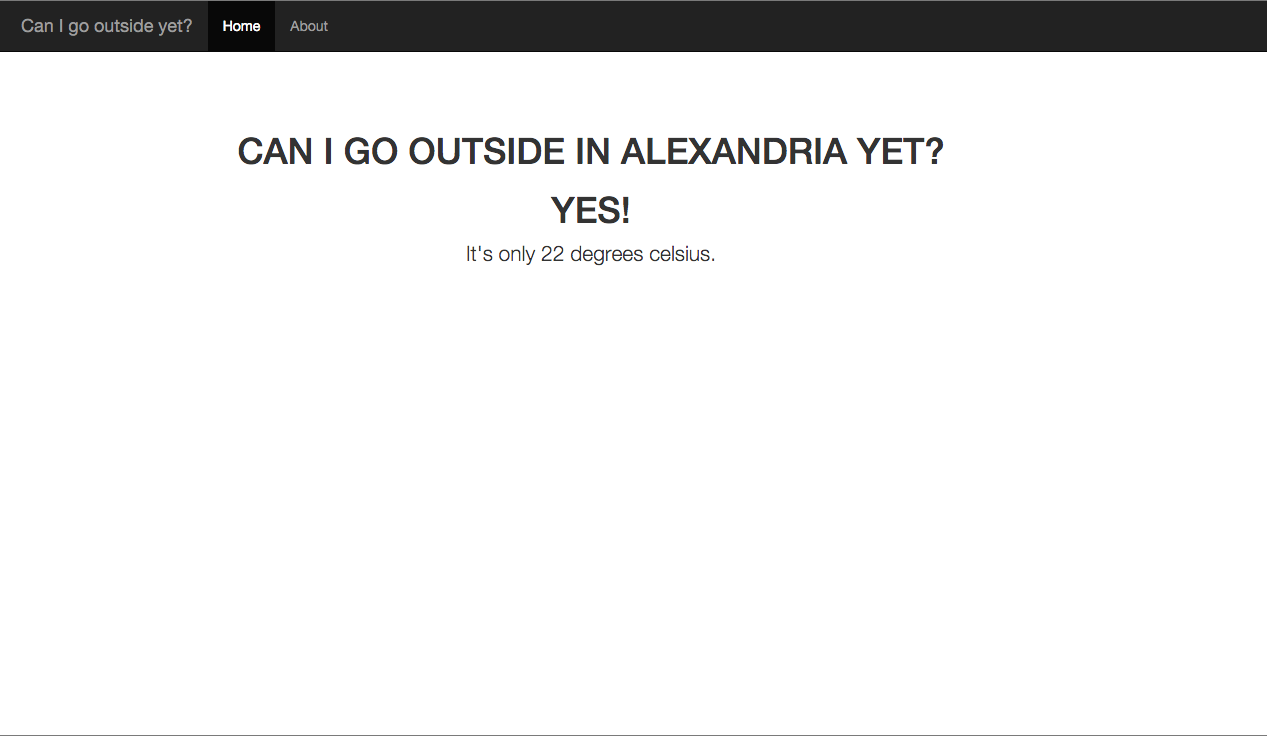 Can I go outside yet? Home About
CAN I GO OUTSIDE IN ALEXANDRIA YET?
YES!
It's only 22 degrees celsius.